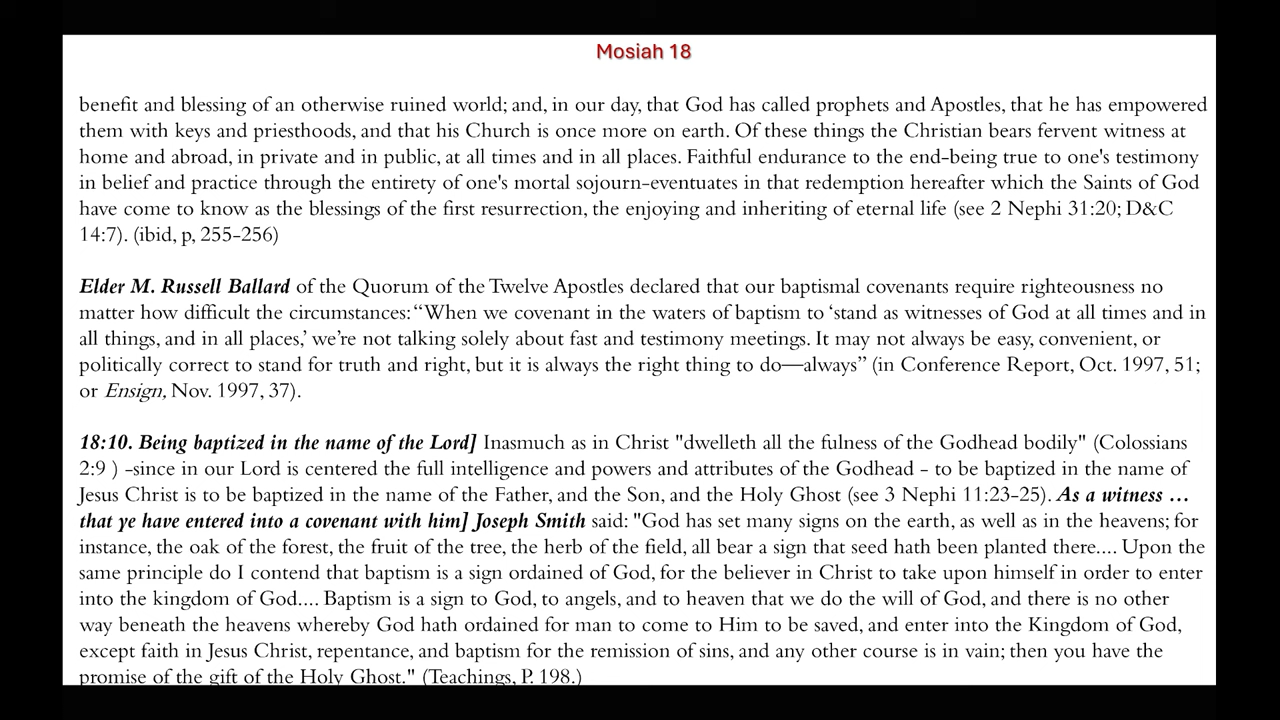 Mosiah 18
benefit and blessing of an otherwise ruined world; and, in our day, that God has called prophets and Apostles, that he has empowered
them with keys and priesthoods, and that his Church is once more on earth. Of these things the Christian bears fervent witness at
home and abroad, in private and in public, at all times and in all places. Faithful endurance to the end-being true to one's testimony
in belief and practice through the entirety of one's mortal sojourn-eventuates in that redemption hereafter which the Saints of God
have come to know as the blessings of the first resurrection, the enjoying and inheriting of eternal life (see 2 Nephi 31:20; D&C
14:7). (ibid, p, 255-256)
Elder M. Russell Ballard of the Quorum of the Twelve Apostles declared that our baptismal covenants require righteousness no
matter how difficult the circumstances: “When we covenant in the waters of baptism to ‘stand as witnesses of God at all times and in
all things, and in all places,’ we’re not talking solely about fast and testimony meetings. It may not always be easy, convenient, or
politically correct to stand for truth and right, but it is always the right thing to do—always” (in Conference Report, Oct. 1997, 51;
or Ensign, Nov. 1997, 37).
18:10. Being baptized in the name of the Lord] Inasmuch as in Christ "dwelleth all the fulness of the Godhead bodily" (Colossians
2:9 ) -since in our Lord is centered the full intelligence and powers and attributes of the Godhead - to be baptized in the name of
Jesus Christ is to be baptized in the name of the Father, and the Son, and the Holy Ghost (see 3 Nephi 11:23-25). As a witness …
that ye have entered into a covenant with him] Joseph Smith said: "God has set many signs on the earth, as well as in the heavens; for
instance, the oak of the forest, the fruit of the tree, the herb of the field, all bear a sign that seed hath been planted there.... Upon the
same principle do I contend that baptism is a sign ordained of God, for the believer in Christ to take upon himself in order to enter
into the kingdom of God.... Baptism is a sign to God, to angels, and to heaven that we do the will of God, and there is no other
way beneath the heavens whereby God hath ordained for man to come to Him to be saved, and enter into the Kingdom of God,
except faith in Jesus Christ, repentance, and baptism for the remission of sins, and any other course is in vain; then you have the
promise of the gift of the Holy Ghost." (Teachings, P. 198.)